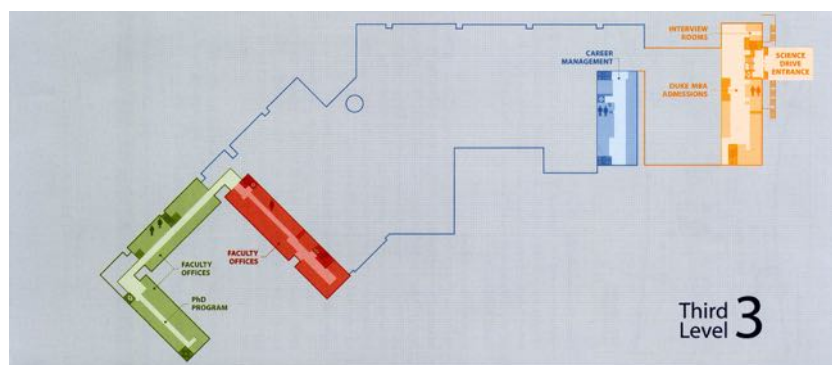 INTERVIEW
ROOMS
SCIENCE
DRIVE
ENTRANCE
CAREER
MANAGEMENT
DUKE MBA
ADMISSIONS
FACULTY
OFFICES
FACULTY
OFFICES
PhD
PROGRAM
Third
Level 3